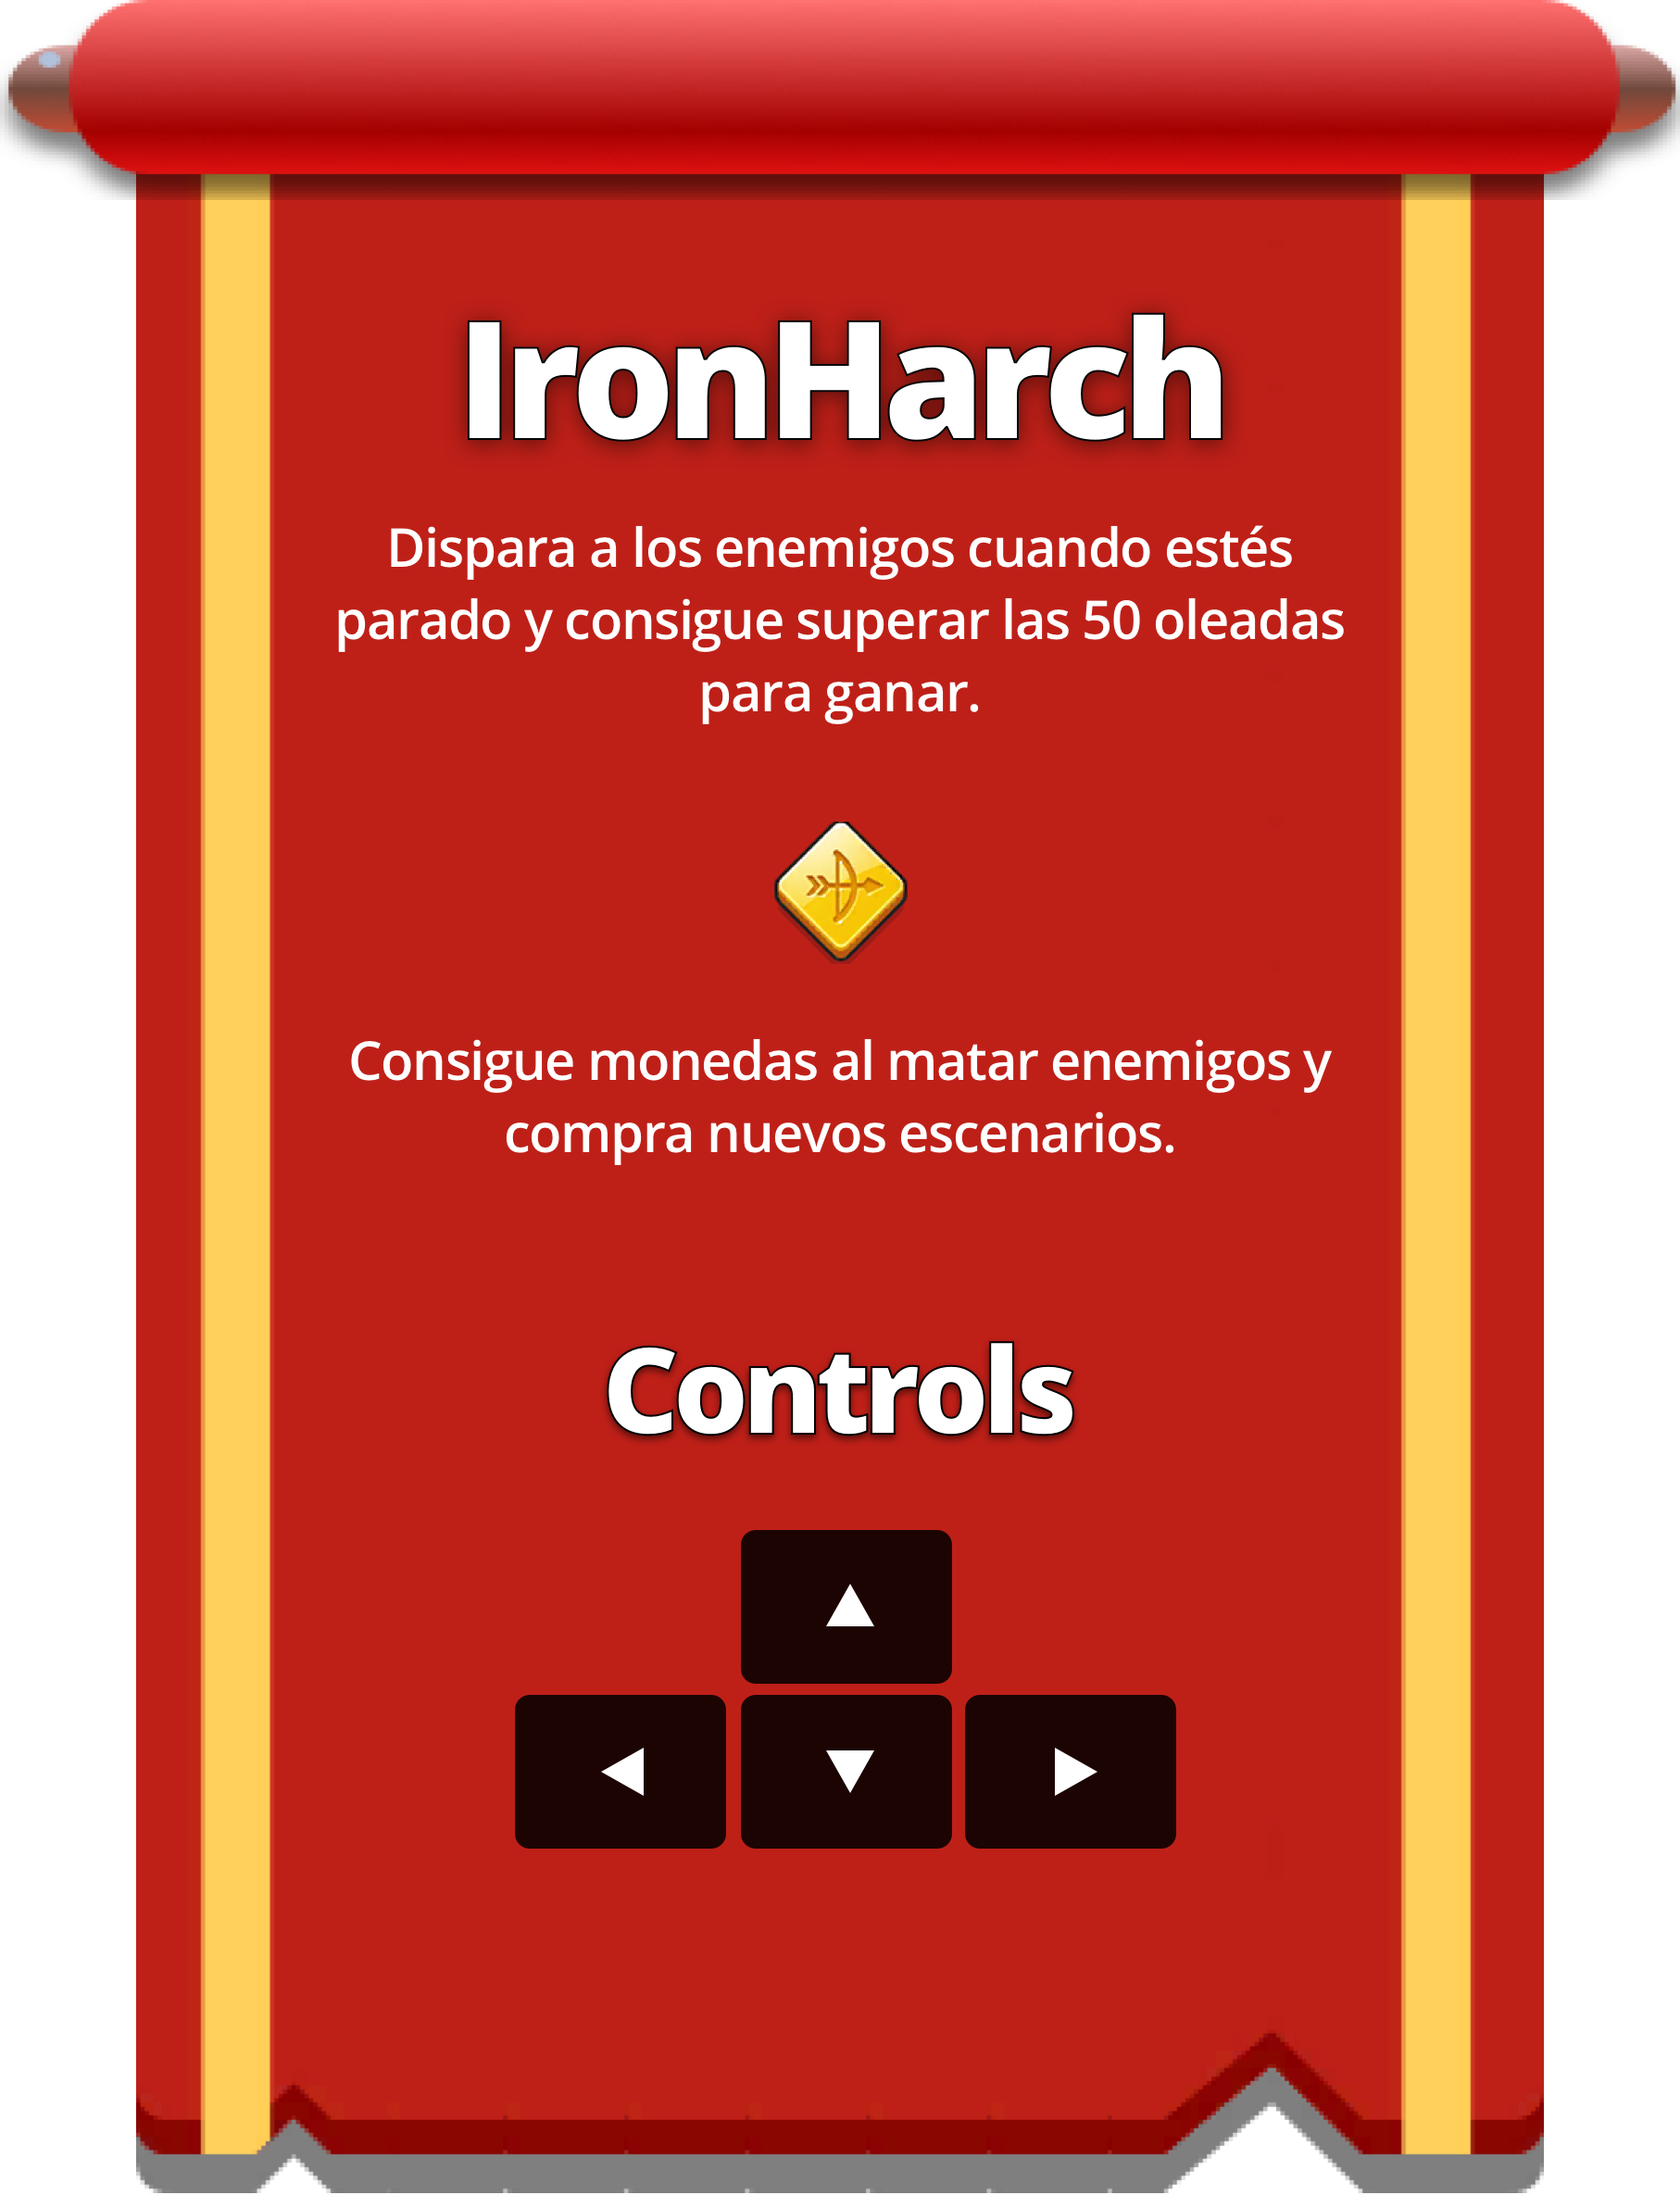 IronHarch
Dispara a los enemigos cuando estés
parado y consigue superar las 50 oleadas
para ganar.
Consigue monedas al matar enemigos y
compra nuevos escenarios.
Controls